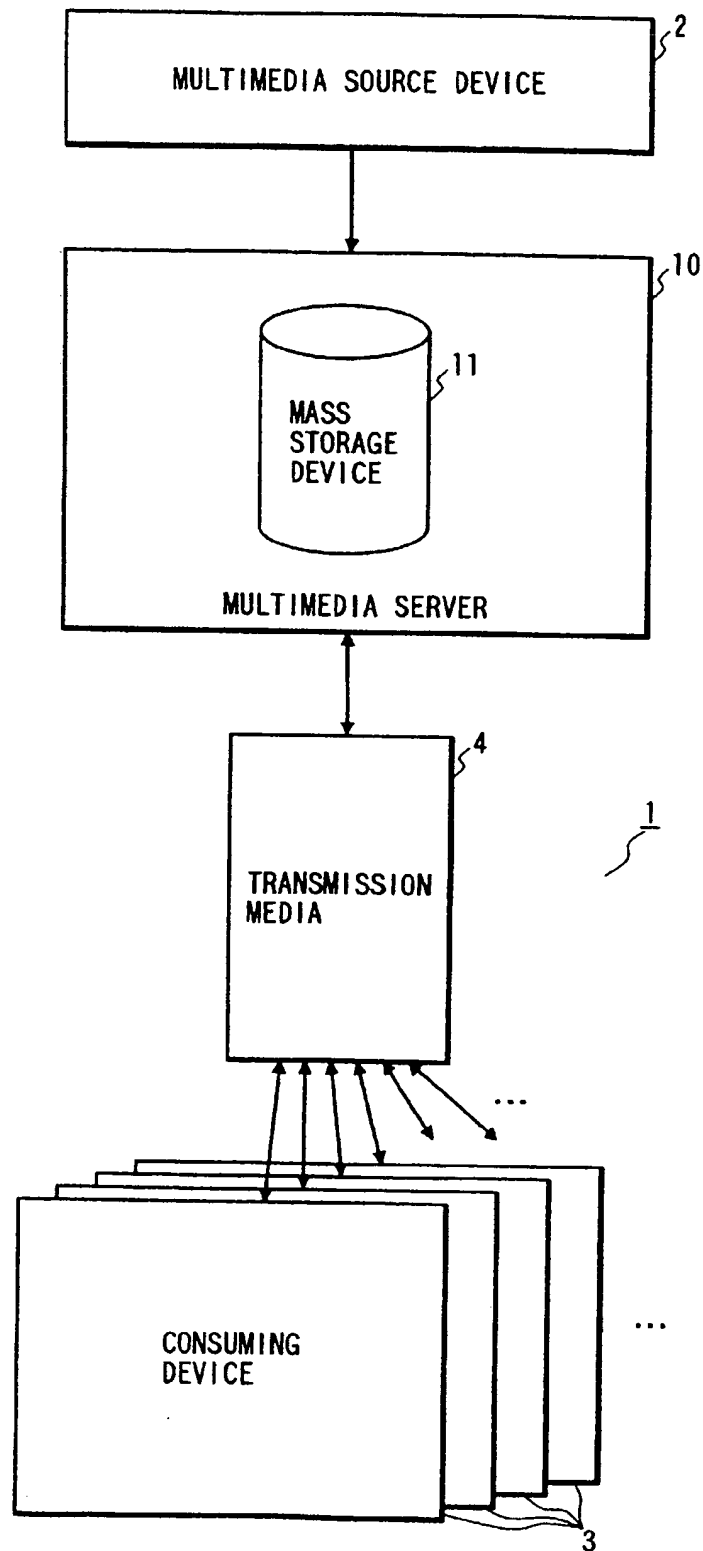 2
MULTIMEDIA SOURCE DEVICE
10
11
MASS
STORAGE
DEVICE
MULTIMEDIA SERVER
4
1
TRANSMISSION
MEDIA
...
CONSUMING
DEVICE
...
3